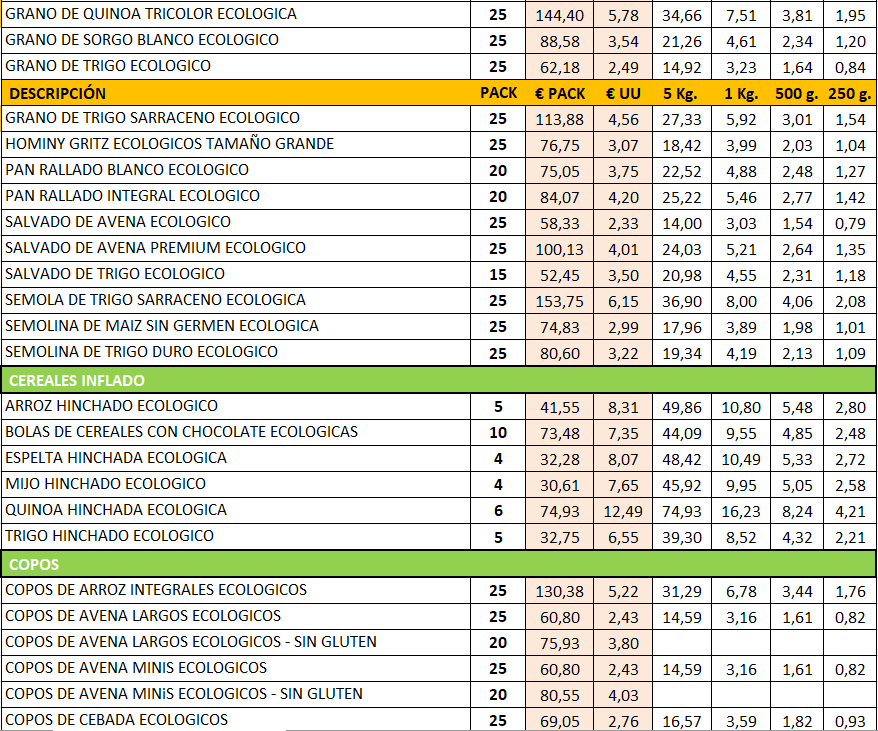 GRANO DE QUINOA TRICOLOR ECOLOGICA 25 144,40 5,78 34,66 7,51 3,81 1,95
GRANO DE SORGO BLANCO ECOLOGICO 25 88,58 3,54 21,26 4,61 2,34 1,20
GRANO DE TRIGO ECOLOGICO 25 62,18 2,49 14,92 3,23 1,64 0,84
DESCRIPCIÓN PACK € PACK € UU 5 Kg. 1 Kg. 500 g. 250 g.
GRANO DE TRIGO SARRACENO ECOLOGICO 25 113,88 4,56 27,33 5,92 3,01 1,54
HOMINY GRITZ ECOLOGICOS TAMAÑO GRANDE 25 76,75 3,07 18,42 3,99 2,03 1,04
PAN RALLADO BLANCO ECOLOGICO 20 75,05 3,75 22,52 4,88 2,48 1,27
PAN RALLADO INTEGRAL ECOLOGICO 20 84,07 4,20 25,22 5,46 2,77 1,42
SALVADO DE AVENA ECOLOGICO 25 58,33 2,33 14,00 3,03 1,54 0,79
SALVADO DE AVENA PREMIUM ECOLOGICO 25 100,13 4,01 24,03 5,21 2,64 1,35
SALVADO DE TRIGO ECOLOGICO 15 52,45 3,50 20,98 4,55 2,31 1,18
SEMOLA DE TRIGO SARRACENO ECOLOGICA 25 153,75 6,15 36,90 8,00 4,06 2,08
SEMOLINA DE MAIZ SIN GERMEN ECOLOGICA 25 74,83 2,99 17,96 3,89 1,98 1,01
SEMOLINA DE TRIGO DURO ECOLOGICO 25 80,60 3,22 19,34 4,19 2,13 1,09
CEREALES INFLADO
ARROZ HINCHADO ECOLOGICO 5 41,55 8,31 49,86 10,80 5,48 2,80
BOLAS DE CEREALES CON CHOCOLATE ECOLOGICAS 10 73,48 7,35 44,09 9,55 4,85 2,48
ESPELTA HINCHADA ECOLOGICA 4 32,28 8,07 48,42 10,49 5,33 2,72
MIJO HINCHADO ECOLOGICO 4 30,61 7,65 45,92 9,95 5,05 2,58
QUINOA HINCHADA ECOLOGICA 6 74,93 12,49 74,93 16,23 8,24 4,21
TRIGO HINCHADO ECOLOGICO 5 32,75 6,55 39,30 8,52 4,32 2,21
COPOS
COPOS DE ARROZ INTEGRALES ECOLOGICOS 25 130,38 5,22 31,29 6,78 3,44 1,76
COPOS DE AVENA LARGOS ECOLOGICOS 25 60,80 2,43 14,59 3,16 1,61 0,82
COPOS DE AVENA LARGOS ECOLOGICOS - SIN GLUTEN 20 75,93 3,80
COPOS DE AVENA MINIS ECOLOGICOS 25 60,80 2,43 14,59 3,16 1,61 0,82
COPOS DE AVENA MINiS ECOLOGICOS - SIN GLUTEN 20 80,55 4,03
COPOS DE CEBADA ECOLOGICOS 25 69,05 2,76 16,57 3,59 1,82 0,93